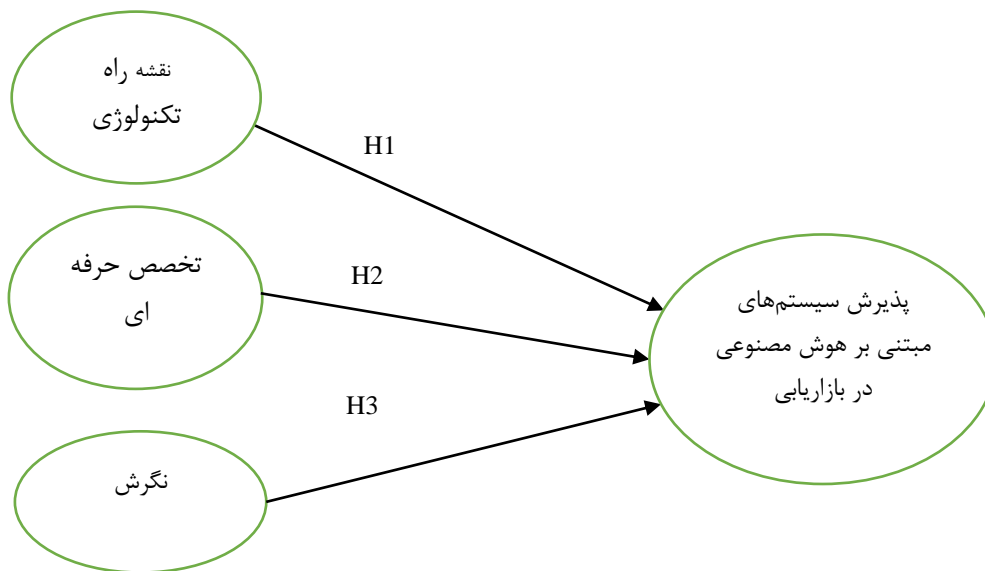 نقشه راه
تکنولوژی
H1
تخصص حرفه
ای
H2
پذیرش سیستم‌های
مبتنی بر هوش مصنوعی
در بازاریابی
H3
نگرش